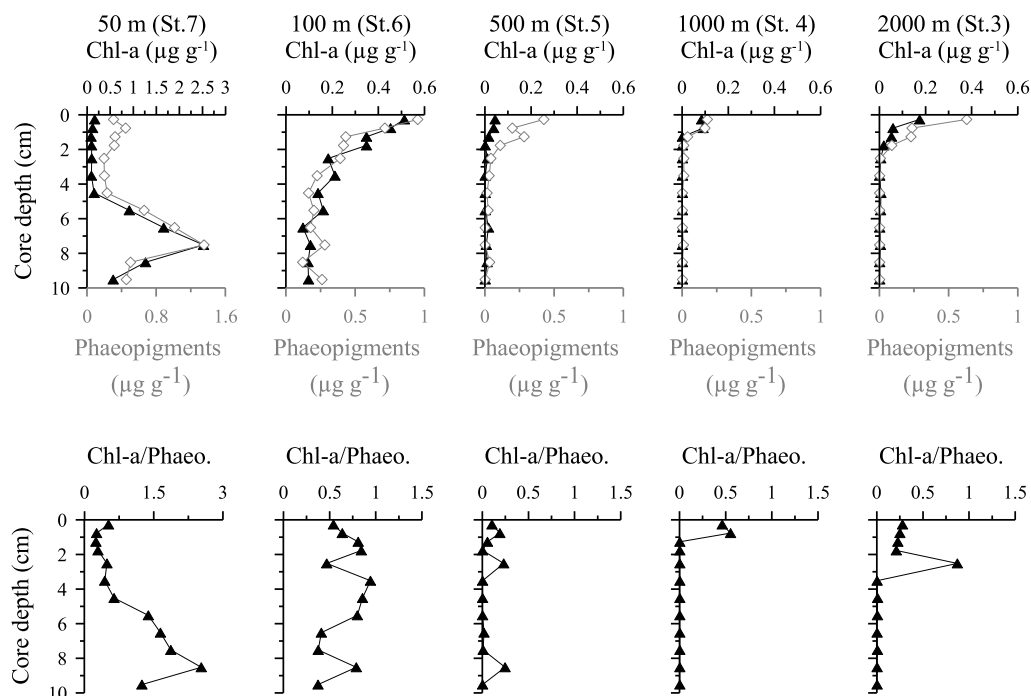 50 m (St.7) 100 m (St.6) 500 m (St.5) 1000 m (St. 4) 2000 m (St.3)
Chl-a (µg g-1) Chl-a (µg g-1) Chl-a (µg g-1) Chl-a (µg g-1) Chl-a (µg g-1)
0 0.5 1 1.5 2 2.5 3 0 0.2 0.4 0.6 0 0.2 0.4 0.6 0 0.2 0.4 0.6 0 0.2 0.4 0.6
0
2
4
6
8
10
Core depth (cm)
0 0.8 1.6 0 0.5 1 0 0.5 1 0 0.5 1 0 0.5 1
Phaeopigments Phaeopigments Phaeopigments Phaeopigments Phaeopigments
(µg g-1) (µg g-1) (µg g-1) (µg g-1) (µg g-1)
Chl-a/Phaeo. Chl-a/Phaeo. Chl-a/Phaeo. Chl-a/Phaeo. Chl-a/Phaeo.
0 1.5 3 0 0.5 1 1.5 0 0.5 1 1.5 0 0.5 1 1.5 0 0.5 1 1.5
0
2
4
6
8
10
Core depth (cm)